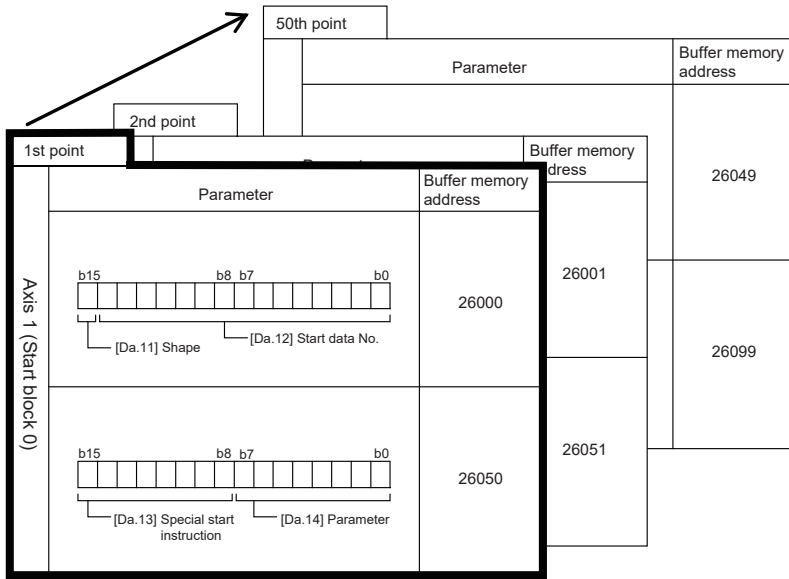 50th point
Parameter
Buffer memory
address
26049
26099
2nd point
Buffer memory
26001
26051
1st point
Parameter
Buffer memory
address
Axis 1 (Start block 0)
b15 b8 b7 b0
[Da.11] Shape
[Da.12] Start data No.
26000
b15 b8 b7 b0
[Da.13] Special start
instruction
[Da.14] Parameter
26050